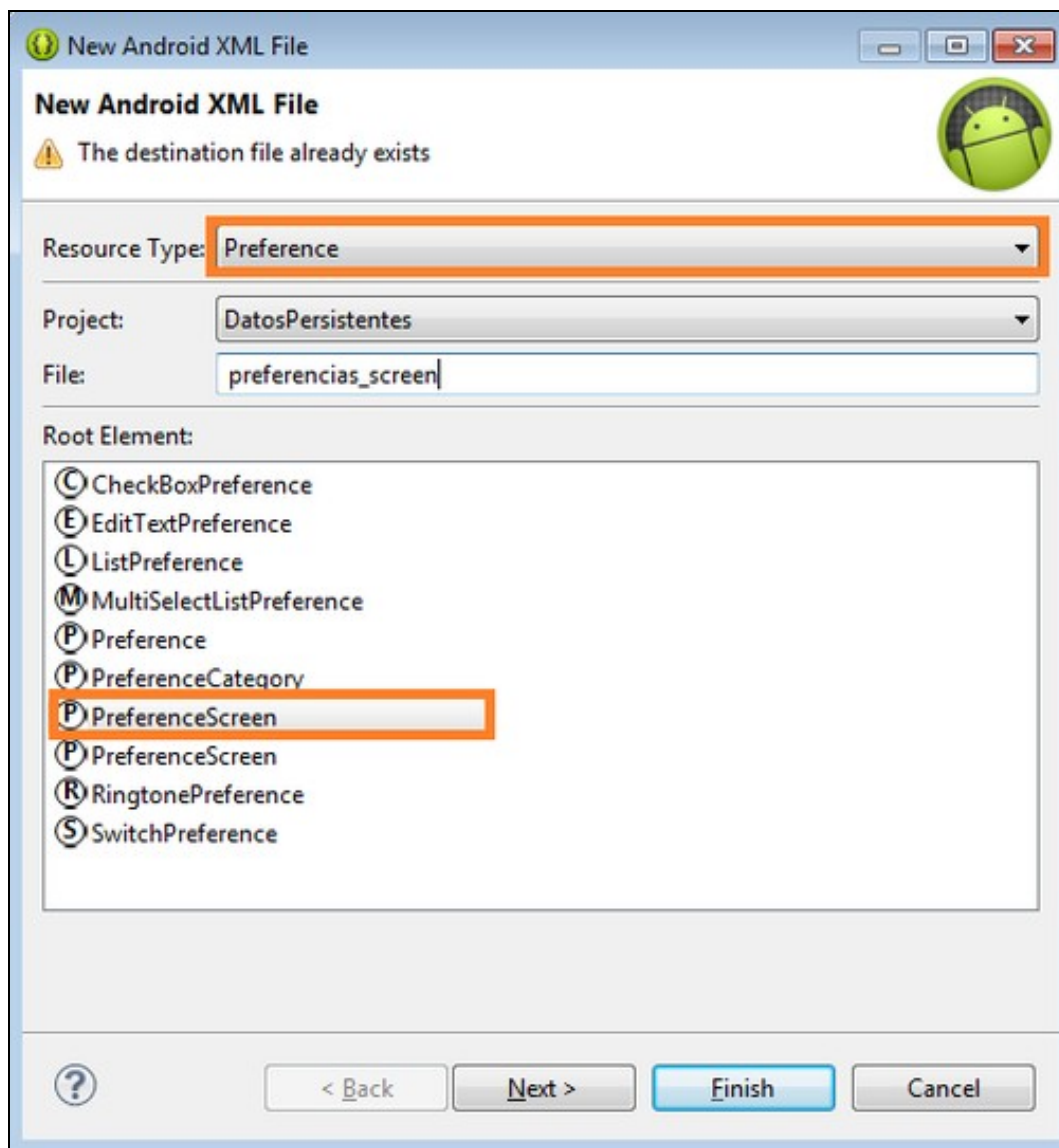 New Android XML File
New Android XML File
The destination file already exists
Resource Type: Preference
Project: DatosPersistentes
File: preferencias_screen
Root Element:
C CheckBoxPreference
E EditTextPreference
L ListPreference
M MultiSelectListPreference
P Preference
P PreferenceCategory
P PreferenceScreen
P PreferenceScreen
R RingtonePreference
S SwitchPreference
? < Back Next > Finish Cancel